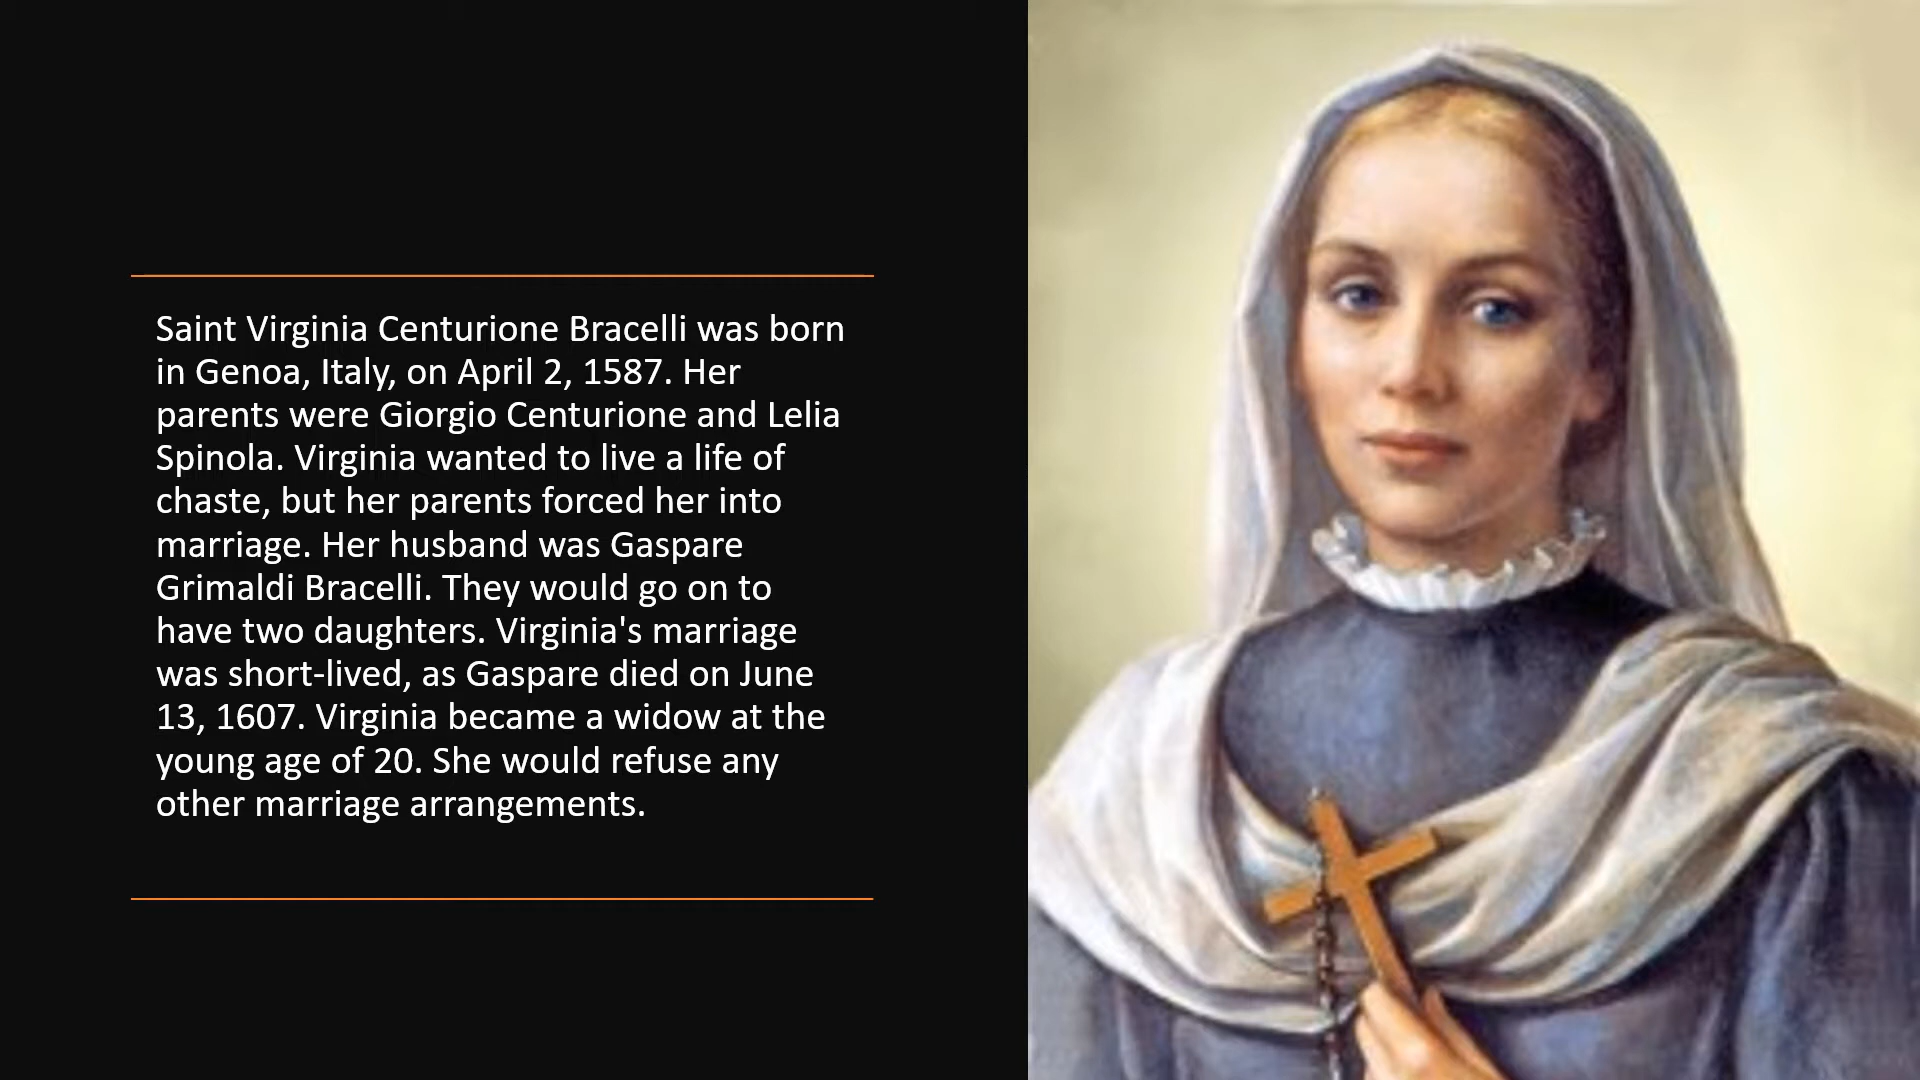 Saint Virginia Centurione Bracelli was born
in Genoa, Italy, on April 2, 1587. Her
parents were Giorgio Centurione and Lelia
Spinola. Virginia wanted to live a life of
chaste, but her parents forced her into
marriage. Her husband was Gaspare
Grimaldi Bracelli. They would go on to
have two daughters. Virginia's marriage
was short-lived, as Gaspare died on June
13, 1607. Virginia became a widow at the
young age of 20. She would refuse any
other marriage arrangements.